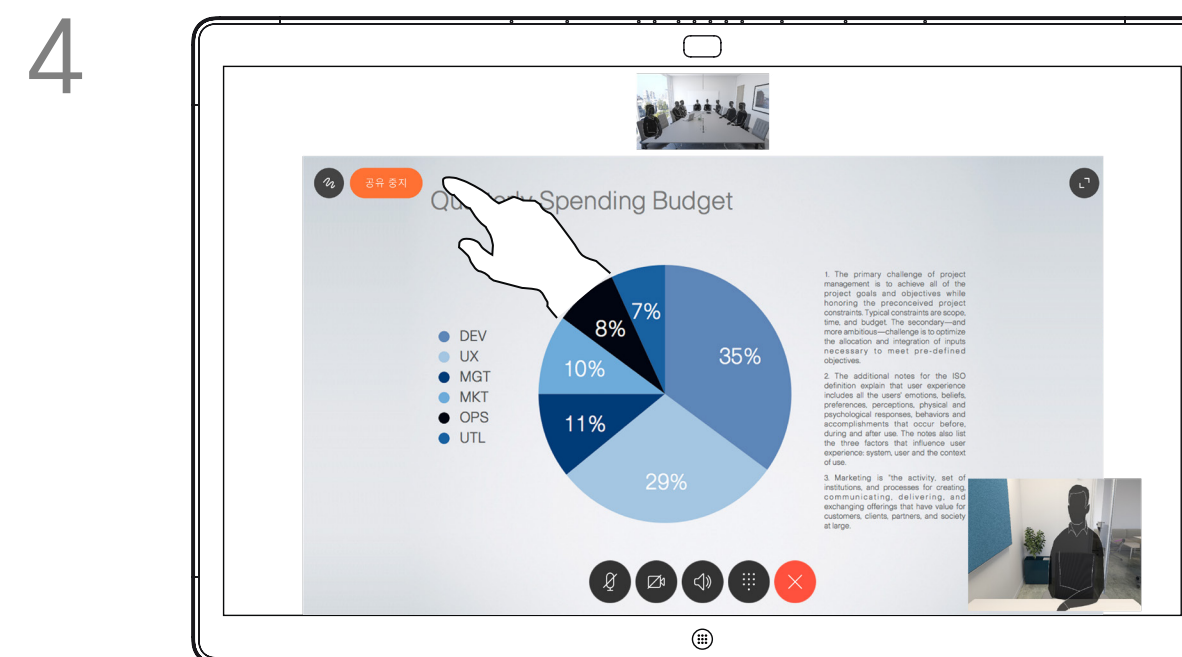 4
공유 중지
Quarterly Spending Budget
DEV
UX
MGT
MKT
OPS
UTL
7%
8%
35%
10%
11%
29%
1. The primary challenge of project
management is to achieve all of the
project goals and objectives while
honoring the preconceived project
constraints. Typical constraints are scope,
time, and budget. The secondary—and
more ambitious—challenge is to optimize
the allocation and integration of inputs
necessary to meet pre-defined
objectives.
2. The additional notes for the ISO
definition explain that user experience
includes all the users' emotions, beliefs,
preferences, perceptions, physical and
psychological responses, behaviors and
accomplishments that occur before,
during and after use. The notes also list
the three factors that influence user
experience: system, user and the context
of use.
3. Marketing is "the activity, set of
institutions, and processes for creating,
communicating, delivering, and
exchanging offerings that have value for
customers, clients, partners, and society
at large.